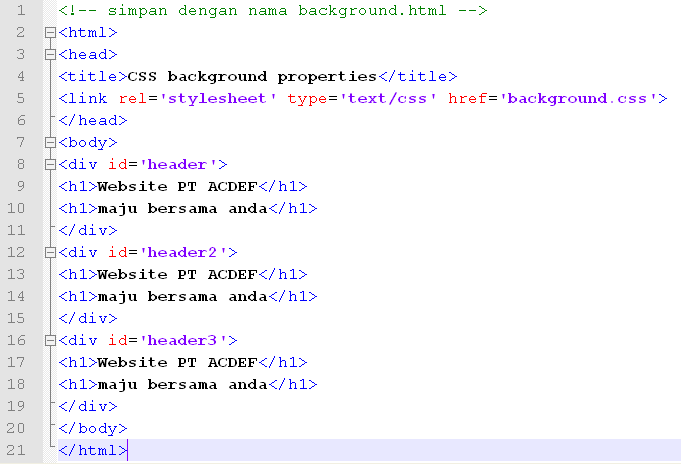 1 <!-- simpan dengan nama background.html -->
2 <html>
3 <head>
4 <title>CSS background properties</title>
5 <link rel='stylesheet' type='text/css' href='background.css'>
6 </head>
7 <body>
8 <div id='header'>
9 <h1>Website PT ACDEF</h1>
10 <h1>maju bersama anda</h1>
11 </div>
12 <div id='header2'>
13 <h1>Website PT ACDEF</h1>
14 <h1>maju bersama anda</h1>
15 </div>
16 <div id='header3'>
17 <h1>Website PT ACDEF</h1>
18 <h1>maju bersama anda</h1>
19 </div>
20 </body>
21 </html>